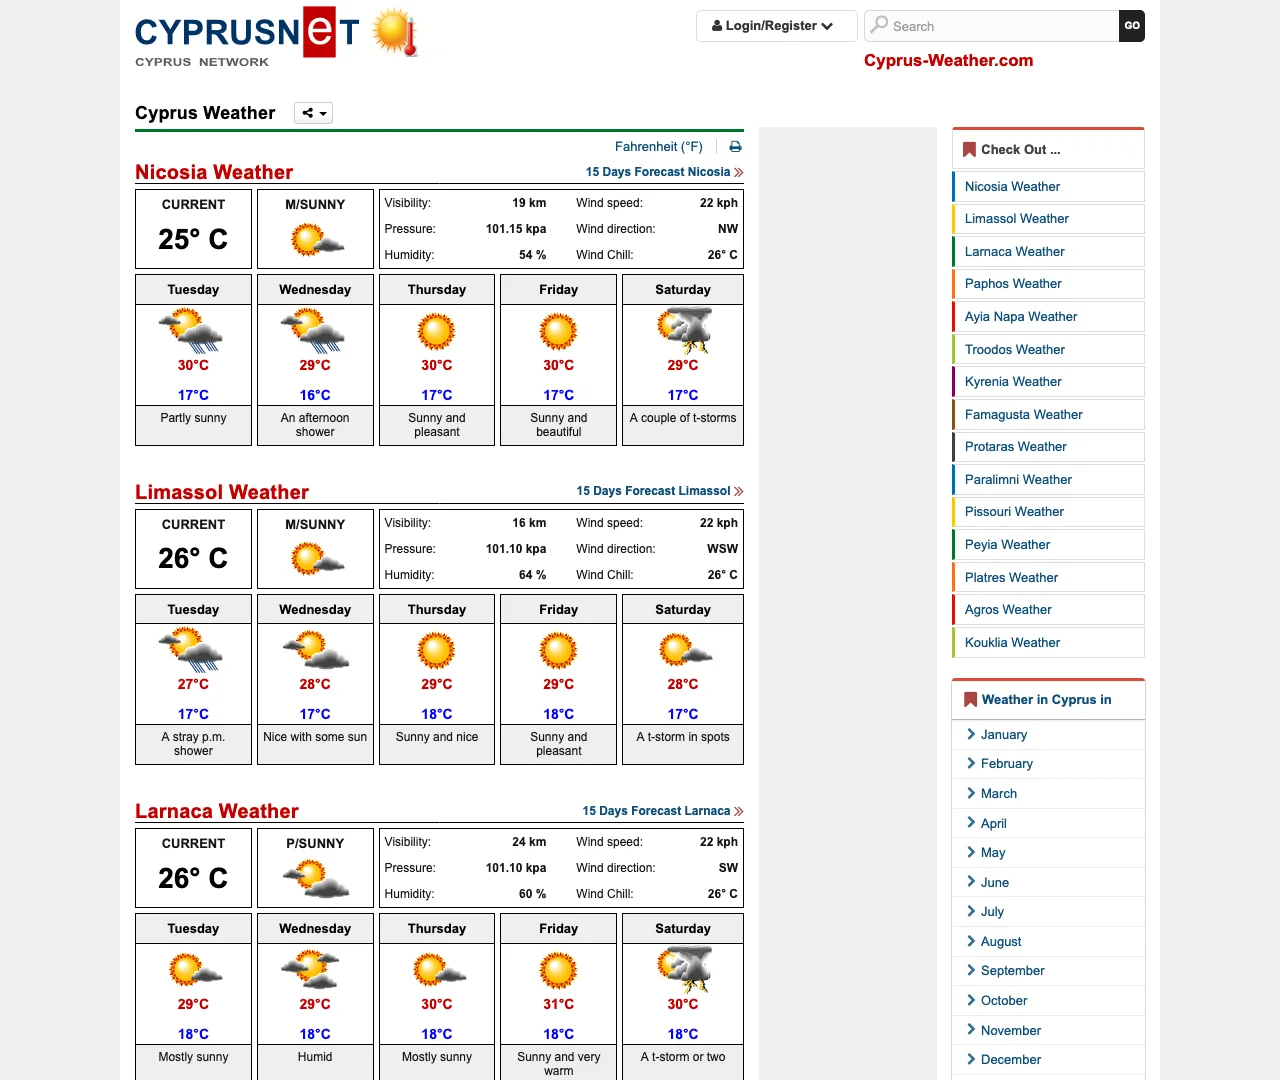 CYPRUSNeT
CYPRUS NETWORK
Login/Register
Search
GO
Cyprus-Weather.com
Cyprus Weather
Fahrenheit (°F)
Nicosia Weather
15 Days Forecast Nicosia
CURRENT
25° C
M/SUNNY
Visibility: 19 km Wind speed: 22 kph
Pressure: 101.15 kpa Wind direction: NW
Humidity: 54 % Wind Chill: 26° C
Tuesday Wednesday Thursday Friday Saturday
30°C 29°C 30°C 30°C 29°C
17°C 16°C 17°C 17°C 17°C
Partly sunny An afternoon shower Sunny and pleasant Sunny and beautiful A couple of t-storms
Limassol Weather
15 Days Forecast Limassol
CURRENT
26° C
M/SUNNY
Visibility: 16 km Wind speed: 22 kph
Pressure: 101.10 kpa Wind direction: WSW
Humidity: 64 % Wind Chill: 26° C
Tuesday Wednesday Thursday Friday Saturday
27°C 28°C 29°C 29°C 28°C
17°C 17°C 18°C 18°C 17°C
A stray p.m. shower Nice with some sun Sunny and nice Sunny and pleasant A t-storm in spots
Larnaca Weather
15 Days Forecast Larnaca
CURRENT
26° C
P/SUNNY
Visibility: 24 km Wind speed: 22 kph
Pressure: 101.10 kpa Wind direction: SW
Humidity: 60 % Wind Chill: 26° C
Tuesday Wednesday Thursday Friday Saturday
29°C 29°C 30°C 31°C 30°C
18°C 18°C 18°C 18°C 18°C
Mostly sunny Humid Mostly sunny Sunny and very warm A t-storm or two
Check Out ...
Nicosia Weather
Limassol Weather
Larnaca Weather
Paphos Weather
Ayia Napa Weather
Troodos Weather
Kyrenia Weather
Famagusta Weather
Protaras Weather
Paralimni Weather
Pissouri Weather
Peyia Weather
Platres Weather
Agros Weather
Kouklia Weather
Weather in Cyprus in
January
February
March
April
May
June
July
August
September
October
November
December